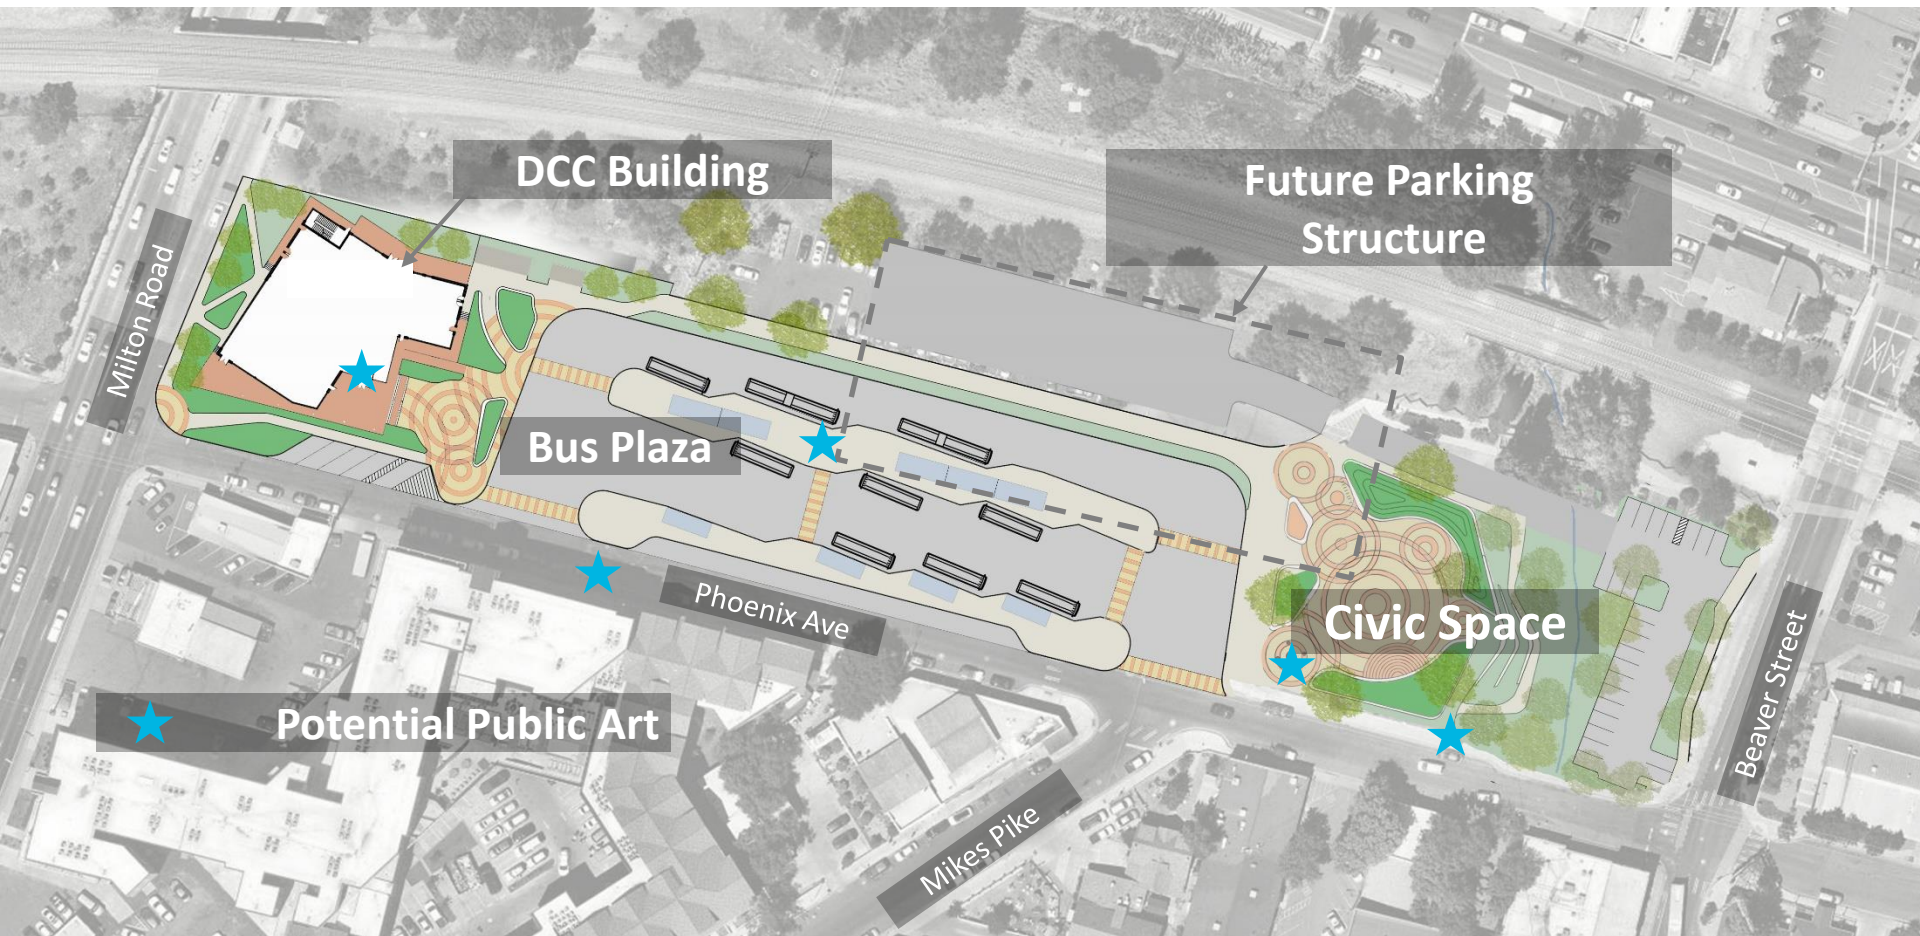 DCC Building
Future Parking
Structure
Milton Road
Bus Plaza
Phoenix Ave
Civic Space
Potential Public Art
Beaver Street
Mikes Pike